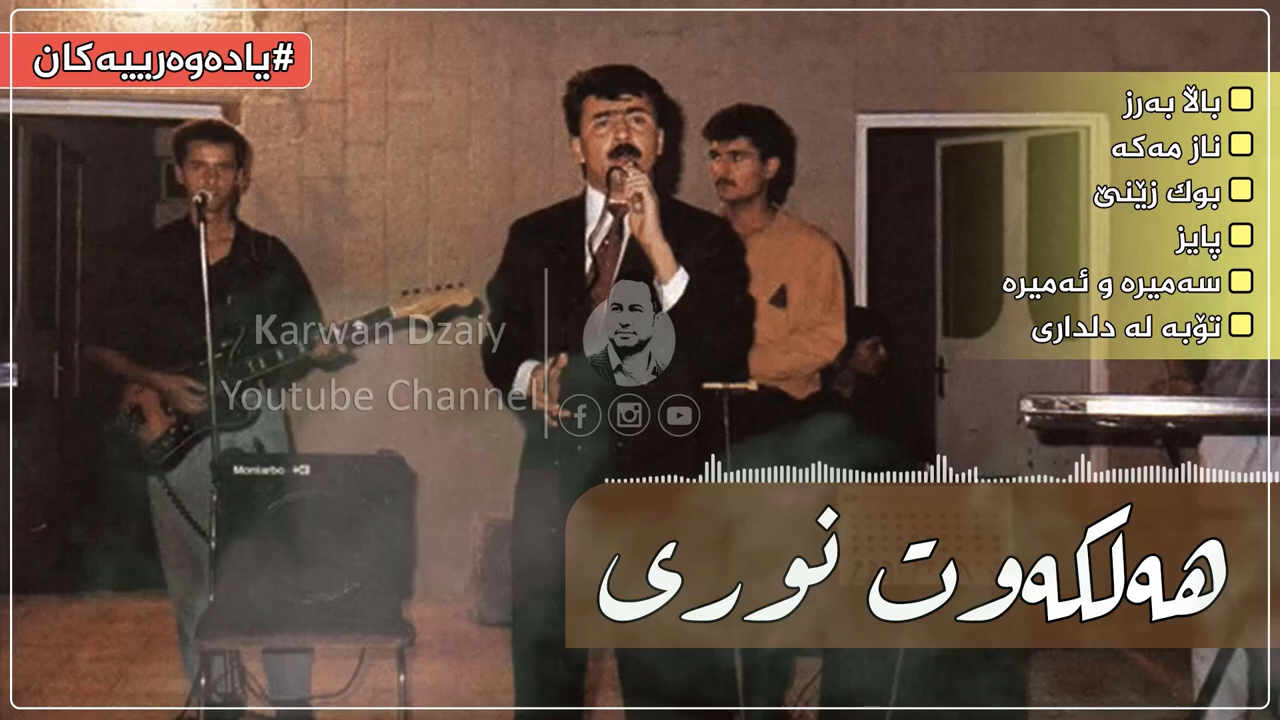 #یادەوەرییەکان
باڵا بەرز
ناز مەکە
بوك زێنێ
پایز
سەمیرە و ئەمیرە
تۆبە لە دلداری
Karwan Dzaiy
Youtube Channel
Montarbo
هەلکەوت نوری